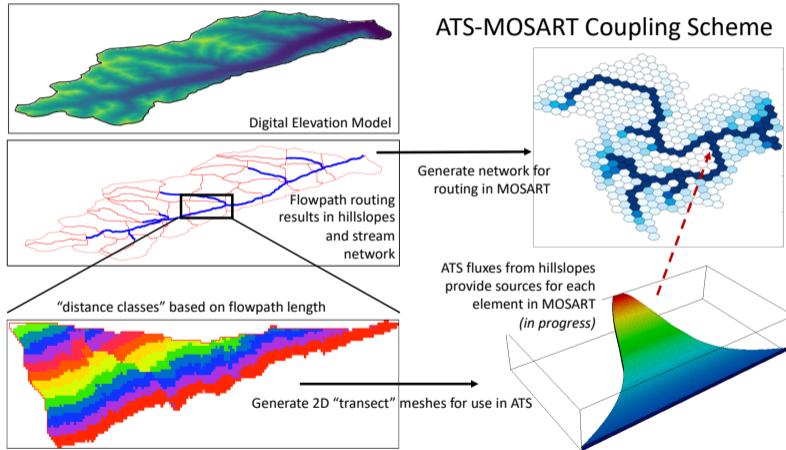 ATS-MOSART Coupling Scheme
Digital Elevation Model
Flowpath routing
results in hillslopes
and stream
network
Generate network for
routing in MOSART
"distance classes" based on flowpath length
ATS fluxes from hillslopes
provide sources for each
element in MOSART
(in progress)
Generate 2D "transect" meshes for use in ATS